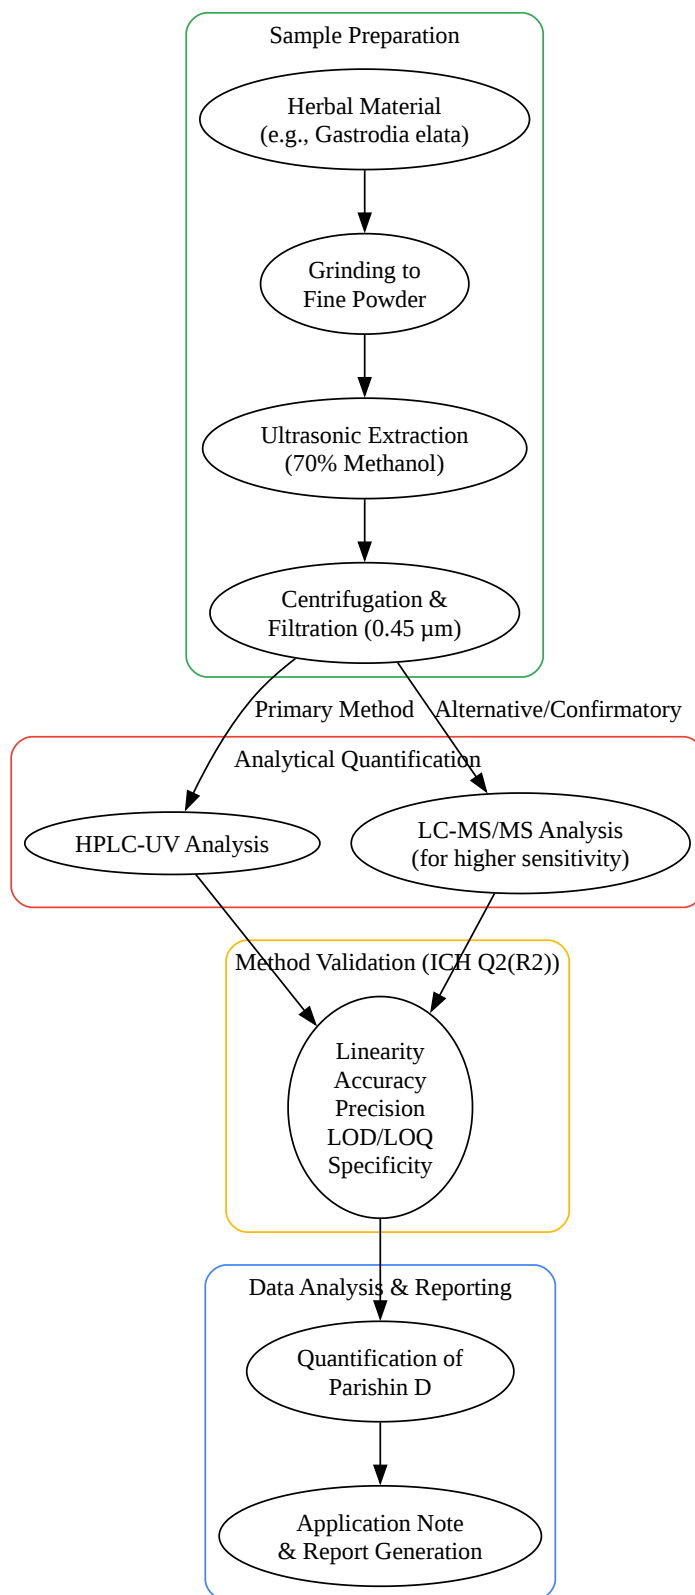 Sample Preparation
Herbal Material
(e.g., Gastrodia elata)
Grinding to
Fine Powder
Ultrasonic Extraction
(70% Methanol)
Centrifugation &
Filtration (0.45 µm)
Primary Method
Alternative/Confirmatory
Analytical Quantification
HPLC-UV Analysis
LC-MS/MS Analysis
(for higher sensitivity)
Method Validation (ICH Q2(R2))
Linearity
Accuracy
Precision
LOD/LOQ
Specificity
Data Analysis & Reporting
Quantification of
Parishin D
Application Note
& Report Generation